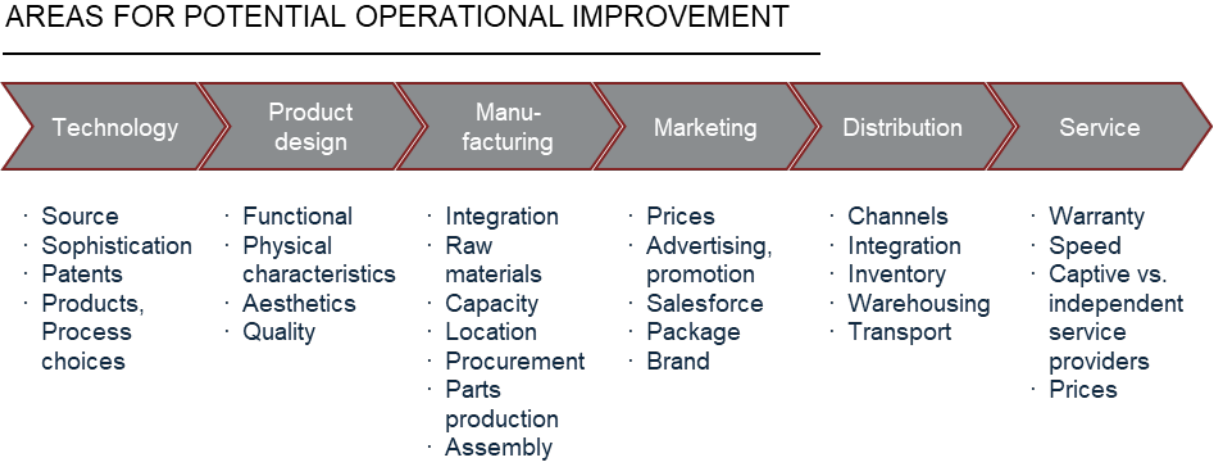 AREAS FOR POTENTIAL OPERATIONAL IMPROVEMENT
Technology
Product
design
Manu-
facturing
Marketing
Distribution
Service
· Source
· Sophistication
· Patents
· Products,
Process
choices
· Functional
· Physical
characteristics
· Aesthetics
· Quality
· Integration
· Raw
materials
· Capacity
· Location
· Procurement
· Parts
production
· Assembly
· Prices
· Advertising,
promotion
· Salesforce
· Package
· Brand
· Channels
· Integration
· Inventory
· Warehousing
· Transport
· Warranty
· Speed
· Captive vs.
independent
service
providers
· Prices